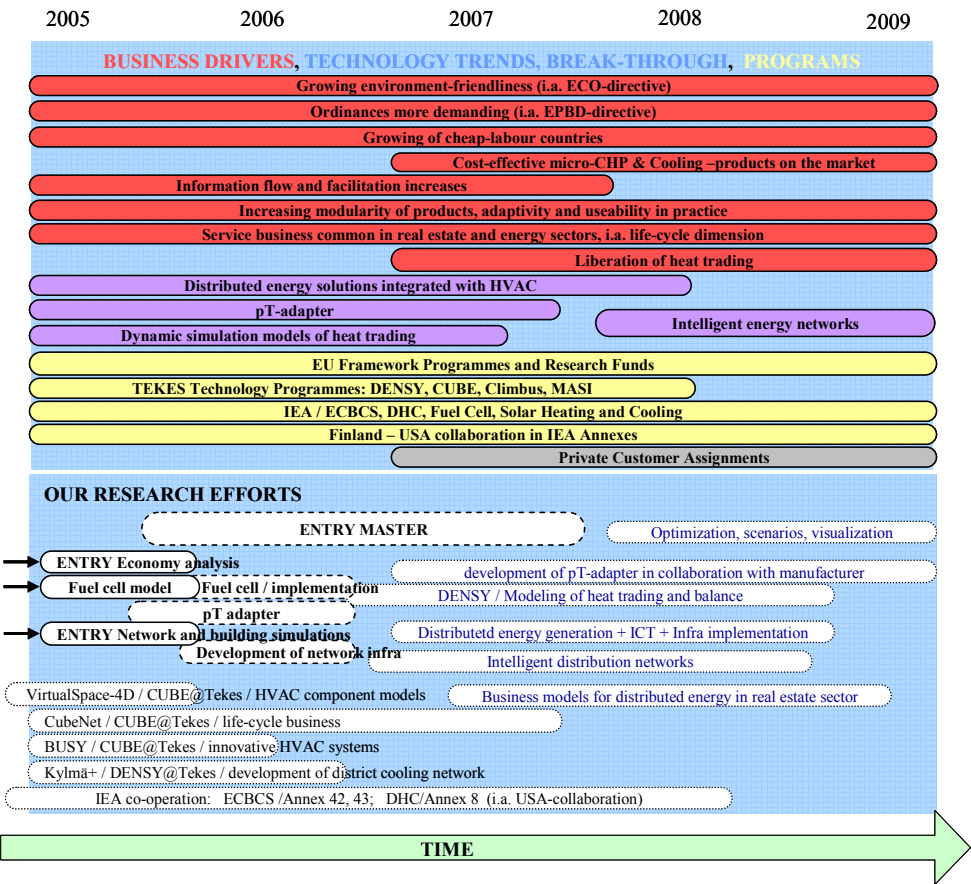 2005 2006 2007 2008 2009
BUSINESS DRIVERS, TECHNOLOGY TRENDS, BREAK-THROUGH, PROGRAMS
Growing environment-friendliness (i.a. ECO-directive)
Ordinances more demanding (i.a. EPBD-directive)
Growing of cheap-labour countries
Cost-effective micro-CHP & Cooling –products on the market
Information flow and facilitation increases
Increasing modularity of products, adaptivity and useability in practice
Service business common in real estate and energy sectors, i.a. life-cycle dimension
Liberation of heat trading
Distributed energy solutions integrated with HVAC
pT-adapter
Intelligent energy networks
Dynamic simulation models of heat trading
EU Framework Programmes and Research Funds
TEKES Technology Programmes: DENSY, CUBE, Climbus, MASI
IEA / ECBCS, DHC, Fuel Cell, Solar Heating and Cooling
Finland – USA collaboration in IEA Annexes
Private Customer Assignments
OUR RESEARCH EFFORTS
ENTRY MASTER
Optimization, scenarios, visualization
ENTRY Economy analysis
development of pT-adapter in collaboration with manufacturer
Fuel cell model
Fuel cell / implementation
DENSY / Modeling of heat trading and balance
pT adapter
ENTRY Network and building simulations
Distributeted energy generation + ICT + Infra implementation
Development of network infra
Intelligent distribution networks
VirtualSpace-4D / CUBE@Tekes / HVAC component models
Business models for distributed energy in real estate sector
CubeNet / CUBE@Tekes / life-cycle business
BUSY / CUBE@Tekes / innovative HVAC systems
Kylmä+ / DENSY@Tekes / development of district cooling network
IEA co-operation: ECBCS /Annex 42, 43; DHC/Annex 8 (i.a. USA-collaboration)
TIME